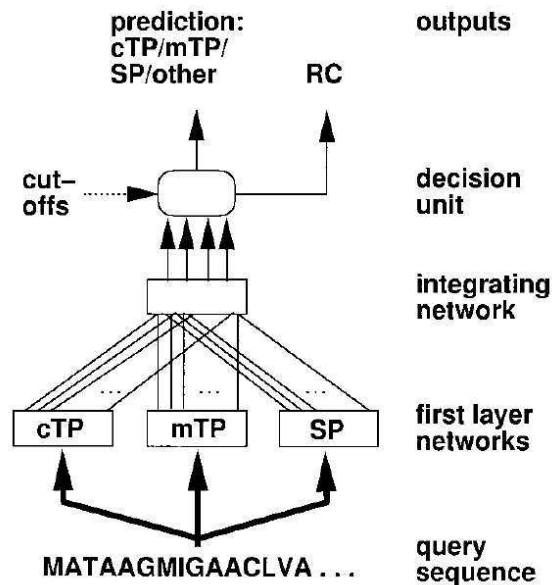 prediction:
cTP/mTP/
SP/other
RC
outputs
cut–
offs
decision
unit
integrating
network
...
...
...
cTP
mTP
SP
first layer
networks
MATAAGMIGAACLVA . . .
query
sequence